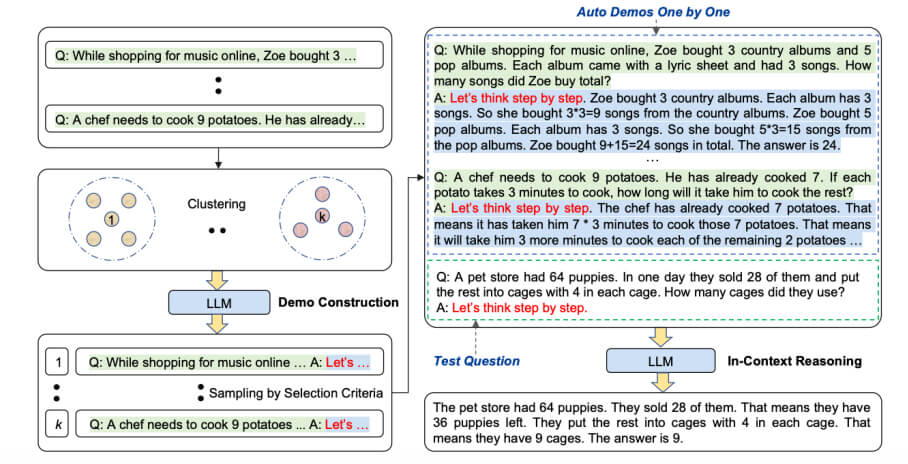 Auto Demos One by One
Q: While shopping for music online, Zoe bought 3 …
Q: A chef needs to cook 9 potatoes. He has already…
1
Clustering
k
LLM
Demo Construction
1
Q: While shopping for music online … A: Let's …
Sampling by Selection Criteria
k
Q: A chef needs to cook 9 potatoes ... A: Let's …
Q: While shopping for music online, Zoe bought 3 country albums and 5
pop albums. Each album came with a lyric sheet and had 3 songs. How
many songs did Zoe buy total?
A: Let's think step by step. Zoe bought 3 country albums. Each album has 3
songs. So she bought 3*3=9 songs from the country albums. Zoe bought 5
pop albums. Each album has 3 songs. So she bought 5*3=15 songs from
the pop albums. Zoe bought 9+15=24 songs in total. The answer is 24.
…
Q: A chef needs to cook 9 potatoes. He has already cooked 7. If each
potato takes 3 minutes to cook, how long will it take him to cook the rest?
A: Let's think step by step. The chef has already cooked 7 potatoes. That
means it has taken him 7 * 3 minutes to cook those 7 potatoes. That means
it will take him 3 more minutes to cook each of the remaining 2 potatoes …
Q: A pet store had 64 puppies. In one day they sold 28 of them and put
the rest into cages with 4 in each cage. How many cages did they use?
A: Let's think step by step.
Test Question
LLM
In-Context Reasoning
The pet store had 64 puppies. They sold 28 of them. That means they have
36 puppies left. They put the rest into cages with 4 in each cage. That
means they have 9 cages. The answer is 9.